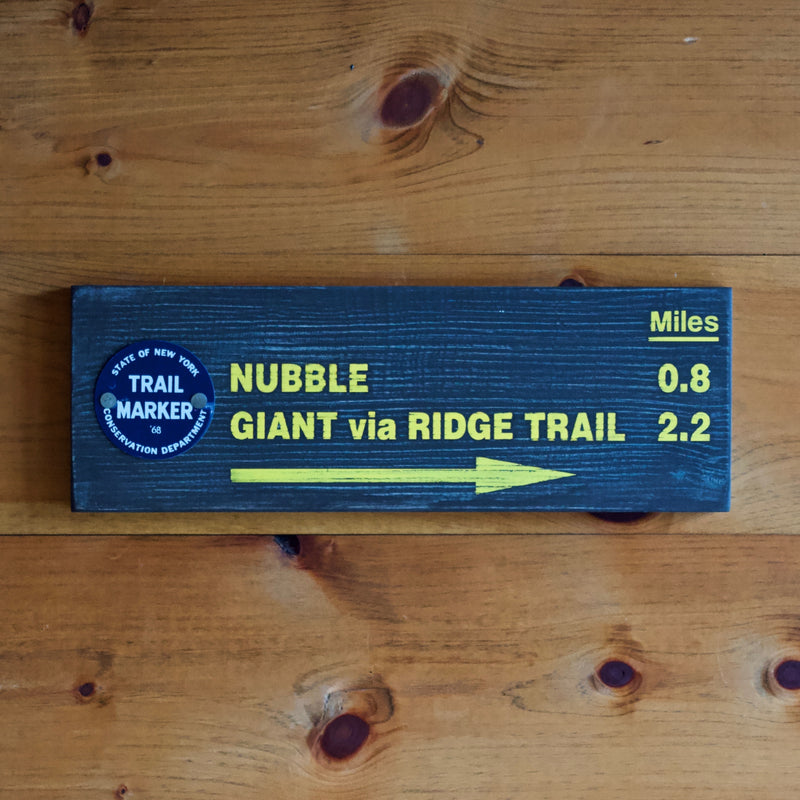 Miles
STATE OF NEW YORK
TRAIL
MARKER
'68
CONSERVATION DEPARTMENT
NUBBLE 0.8
GIANT via RIDGE TRAIL 2.2